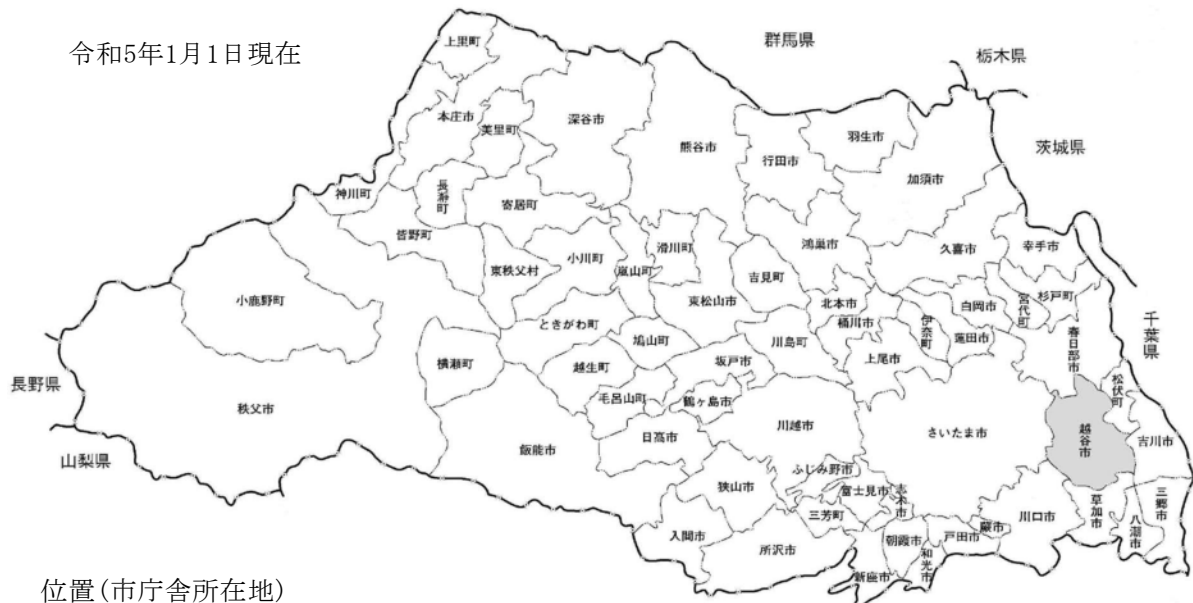 令和5年1月1日現在
群馬県
栃木県
茨城県
千葉県
長野県
山梨県
上里町
本庄市
美里町
深谷市
熊谷市
行田市
羽生市
加須市
神川町
長瀞町
寄居町
皆野町
東秩父村
小川町
嵐山町
滑川町
吉見町
鴻巣市
久喜市
幸手市
小鹿野町
東松山市
北本市
白岡市
宮代町
杉戸町
ときがわ町
鳩山町
川島町
桶川市
伊奈町
蓮田市
春日部市
横瀬町
越生町
坂戸市
上尾市
松伏町
秩父市
毛呂山町
鶴ヶ島市
川越市
さいたま市
越谷市
吉川市
飯能市
日高市
ふじみ野市
狭山市
富士見市
志木市
三芳町
川口市
草加市
八潮市
三郷市
入間市
所沢市
朝霞市
戸田市
蕨市
新座市
和光市
位置(市庁舎所在地)